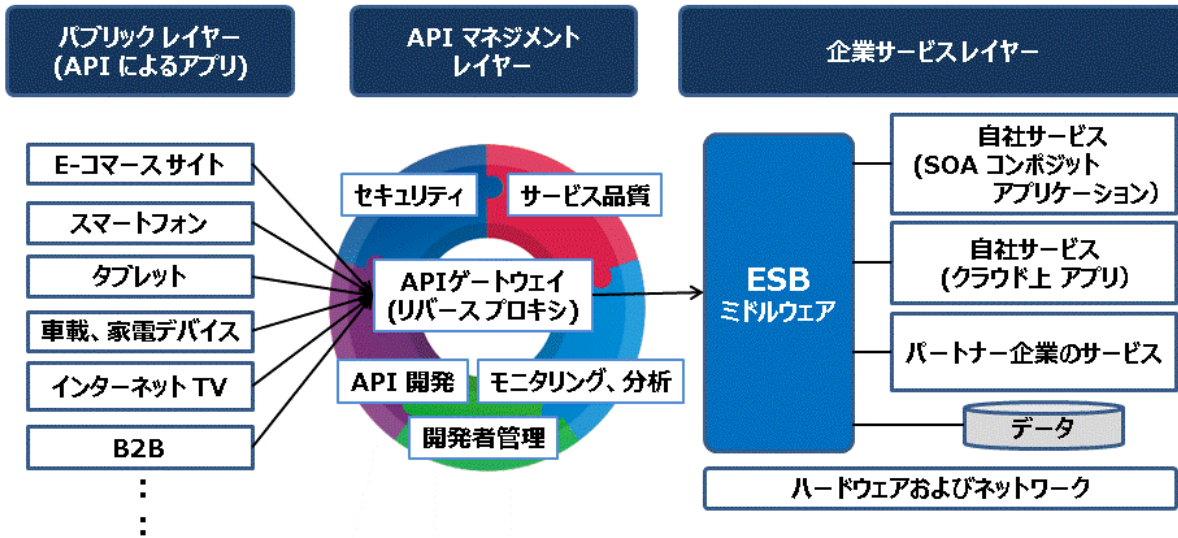 パブリック レイヤー
(API によるアプリ)
API マネジメント
レイヤー
企業サービスレイヤー
E-コマース サイト
スマートフォン
タブレット
車載、家電デバイス
インターネット TV
B2B
:
:
セキュリティ
サービス品質
APIゲートウェイ
(リバース プロキシ)
API 開発
モニタリング、分析
開発者管理
ESB
ミドルウェア
自社サービス
(SOA コンポジット
アプリケーション)
自社サービス
(クラウド上 アプリ)
パートナー企業のサービス
データ
ハードウェアおよびネットワーク